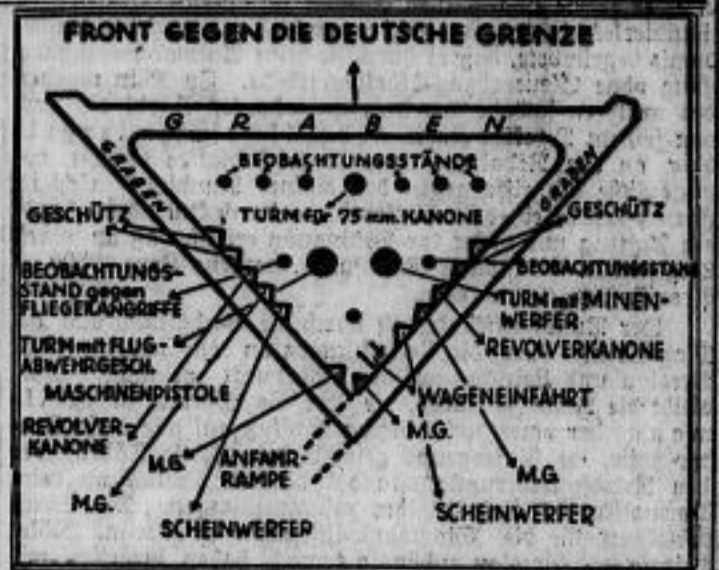 FRONT GEGEN DIE DEUTSCHE GRENZE
G R A B E N
GRABEN
GRABEN
BEOBACHTUNGSSTÄNDE
GESCHÜTZ
TURM für 75 mm. KANONE
GESCHÜTZ
BEOBACHTUNGS-
STAND gegen
FLIEGERANGRIFFE
BEOBACHTUNGSSTAND
TURM mit MINEN-
WERFER
TURM mit FLUG-
ABWEHRGESCH.
REVOLVERKANONE
MASCHINENPISTOLE
WAGENEINFAHRT
REVOLVER-
KANONE
M.G.
M.G.
ANFAHR-
RAMPE
M.G.
M.G.
SCHEINWERFER
SCHEINWERFER